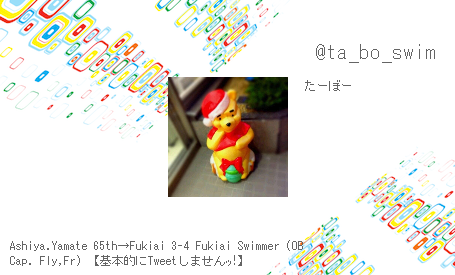 @ta_bo_swim
たーぼー
Ashiya.Yamate 65th→Fukiai 3-4 Fukiai Swimmer (OB
Cap. Fly,Fr) 【基本的にTweetしませんッ!】